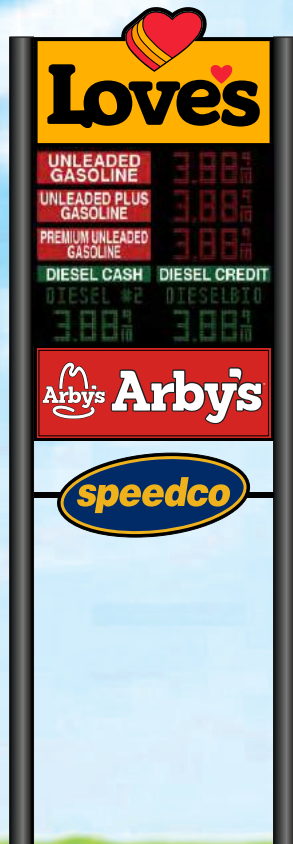 Love's
UNLEADED
GASOLINE
3.88 9/10
UNLEADED PLUS
GASOLINE
3.88 9/10
PREMIUM UNLEADED
GASOLINE
3.88 9/10
DIESEL CASH DIESEL CREDIT
DIESEL #2 DIESELBIO
3.88 9/10 3.88 9/10
Arby's Arby's
speedco